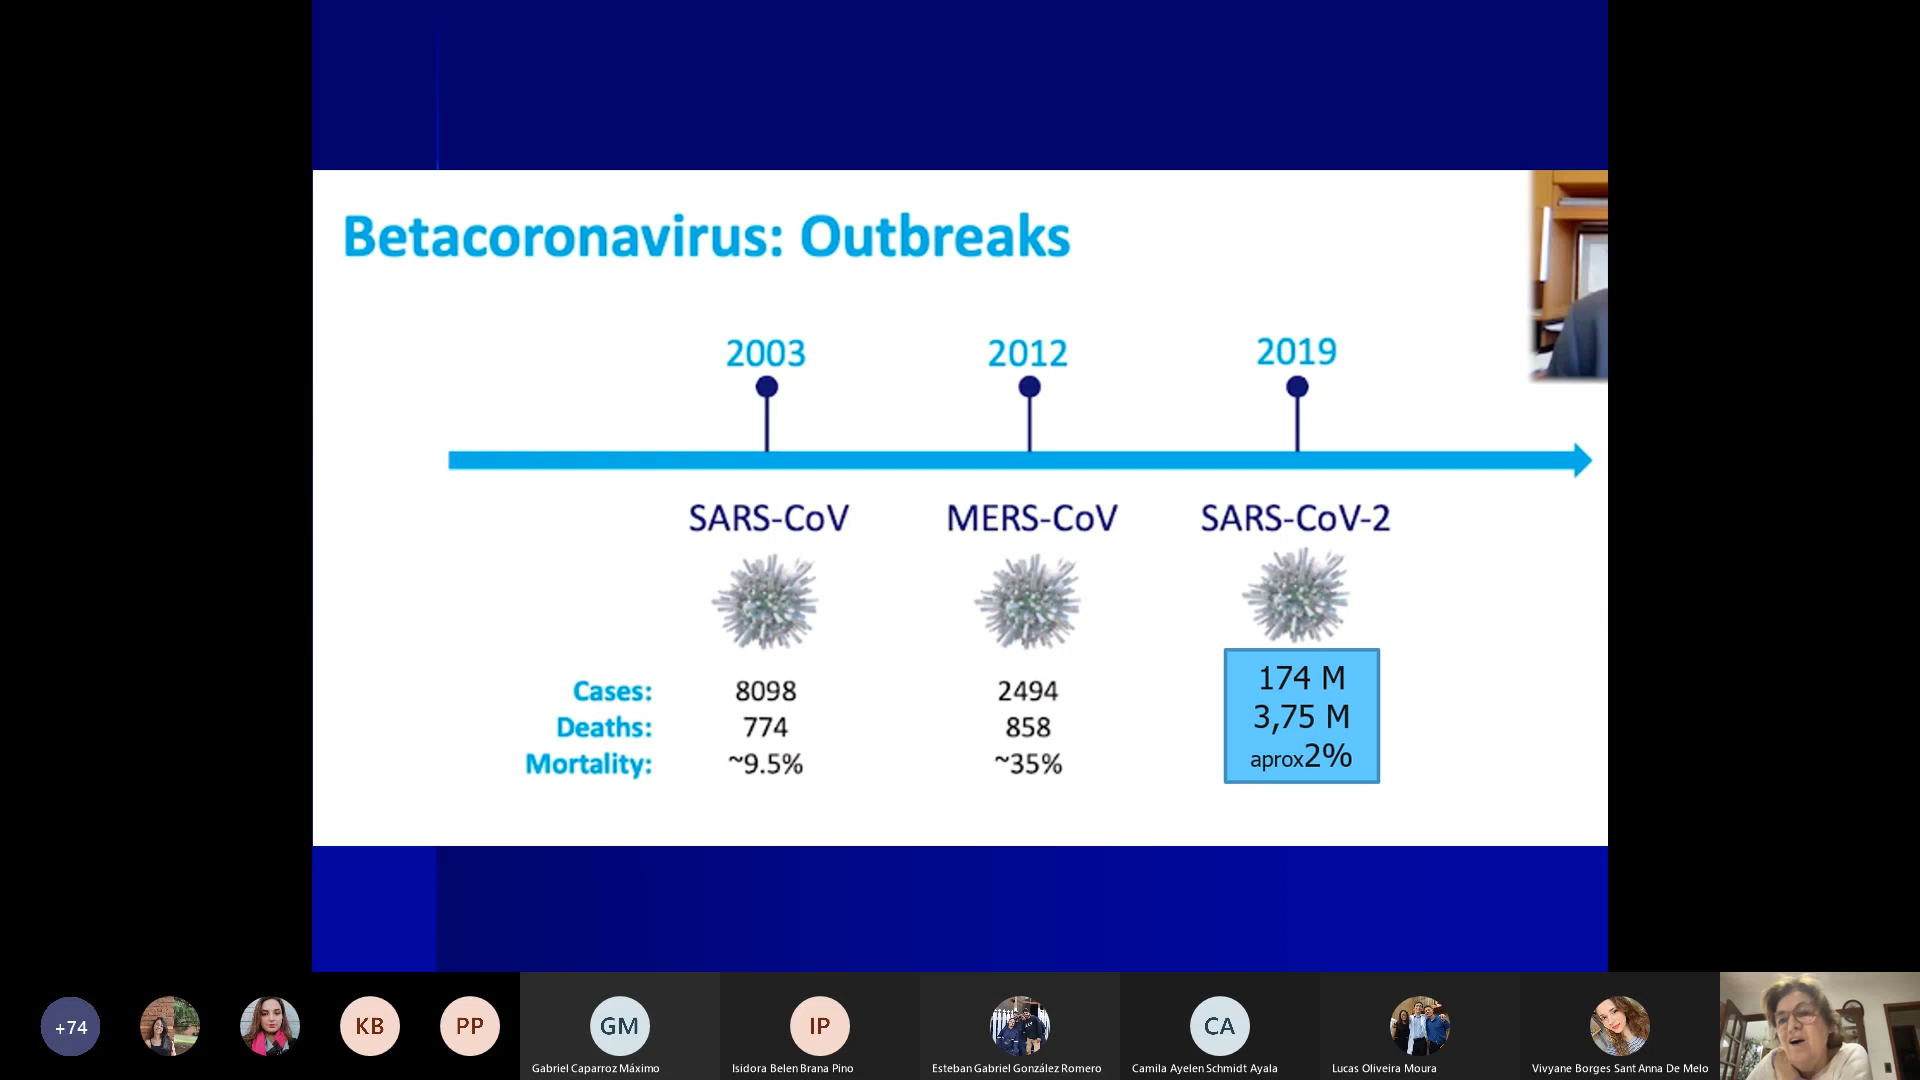 Betacoronavirus: Outbreaks
2003 2012 2019
SARS-CoV MERS-CoV SARS-CoV-2
Cases: 8098 2494 174 M
Deaths: 774 858 3,75 M
Mortality: ~9.5% ~35% aprox2%
+74 KB PP GM IP CA
Gabriel Caparroz Máximo Isidora Belen Brana Pino Esteban Gabriel González Romero Camila Ayelen Schmidt Ayala Lucas Oliveira Moura Vivyane Borges Sant Anna De Melo